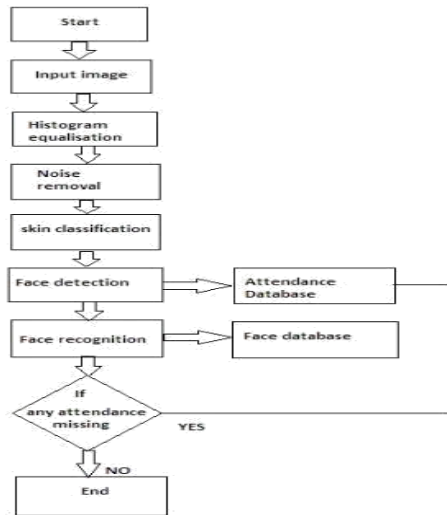 Start
Input image
Histogram
equalisation
Noise
removal
skin classification
Face detection
Attendance
Database
Face recognition
Face database
If
any attendance
missing
YES
NO
End